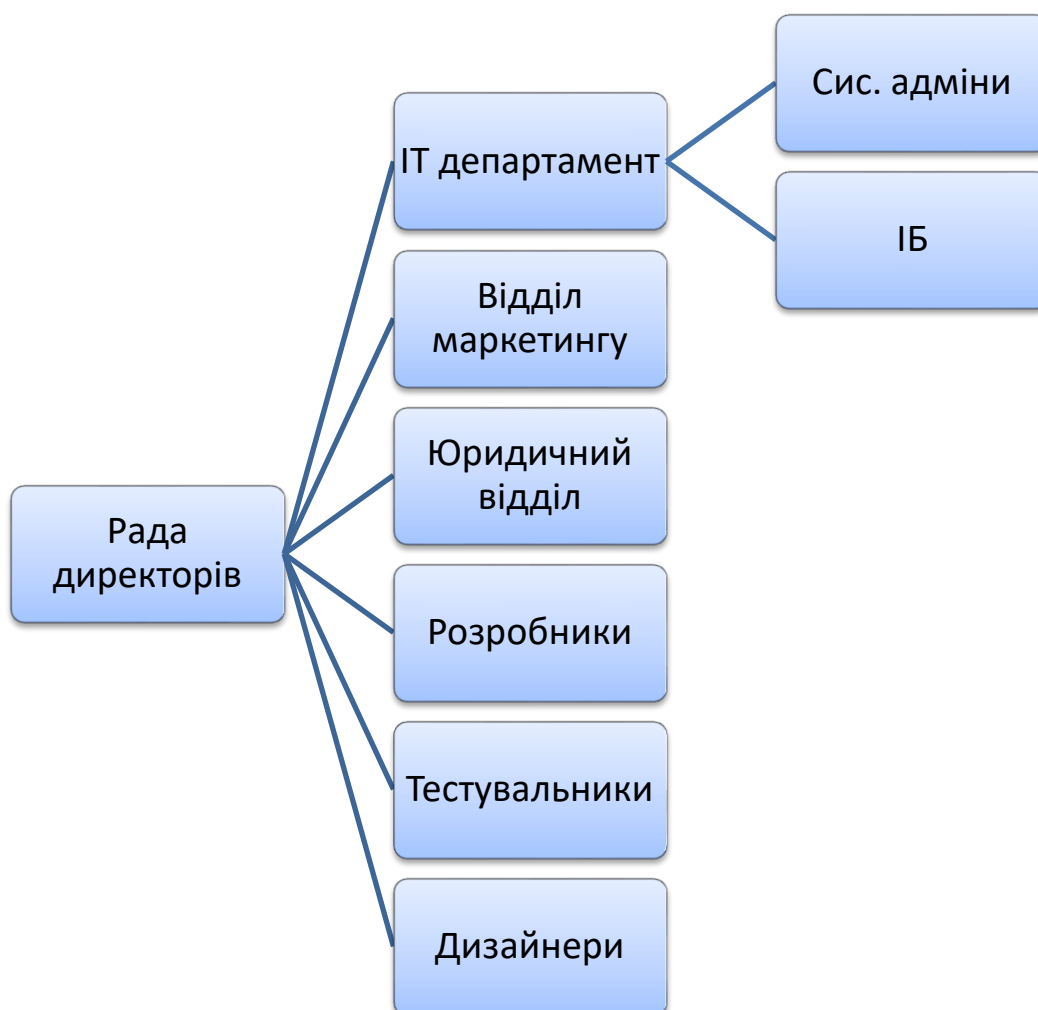 Сис. адміни
ІТ департамент
ІБ
Відділ
маркетингу
Юридичний
відділ
Рада
директорів
Розробники
Тестувальники
Дизайнери